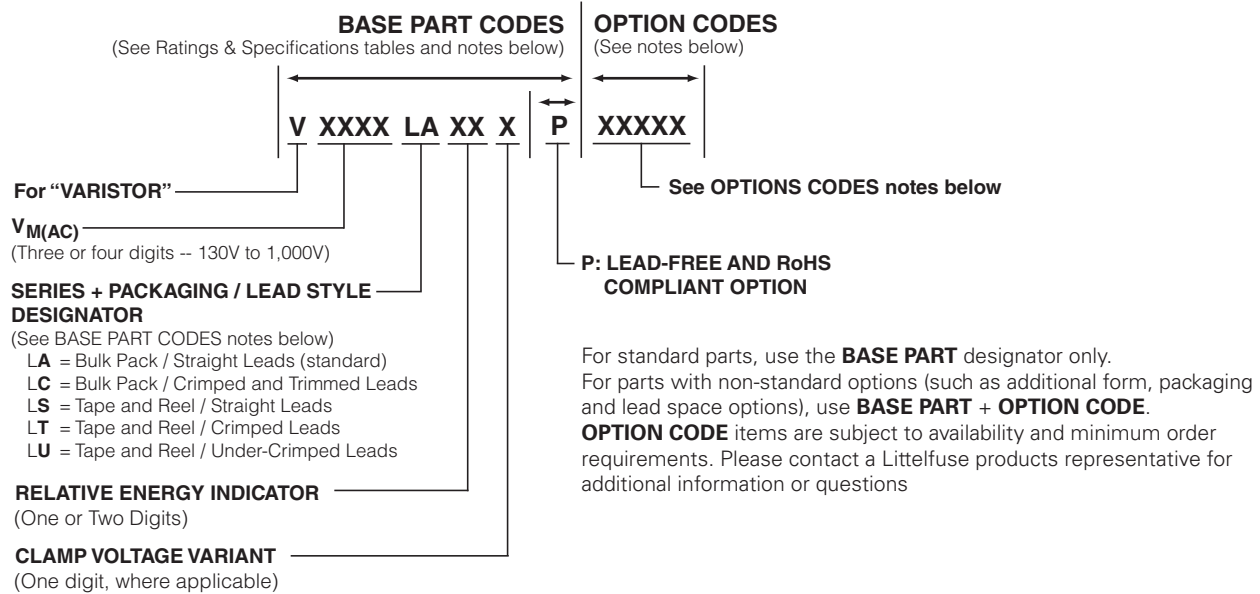 BASE PART CODES
(See Ratings & Specifications tables and notes below)
OPTION CODES
(See notes below)
V XXXX LA XX X P XXXXX
For “VARISTOR”
See OPTIONS CODES notes below
VM(AC)
(Three or four digits -- 130V to 1,000V)
P: LEAD-FREE AND RoHS
COMPLIANT OPTION
SERIES + PACKAGING / LEAD STYLE
DESIGNATOR
(See BASE PART CODES notes below)
LA = Bulk Pack / Straight Leads (standard)
LC = Bulk Pack / Crimped and Trimmed Leads
LS = Tape and Reel / Straight Leads
LT = Tape and Reel / Crimped Leads
LU = Tape and Reel / Under-Crimped Leads
For standard parts, use the BASE PART designator only.
For parts with non-standard options (such as additional form, packaging
and lead space options), use BASE PART + OPTION CODE.
OPTION CODE items are subject to availability and minimum order
requirements. Please contact a Littelfuse products representative for
additional information or questions
RELATIVE ENERGY INDICATOR
(One or Two Digits)
CLAMP VOLTAGE VARIANT
(One digit, where applicable)